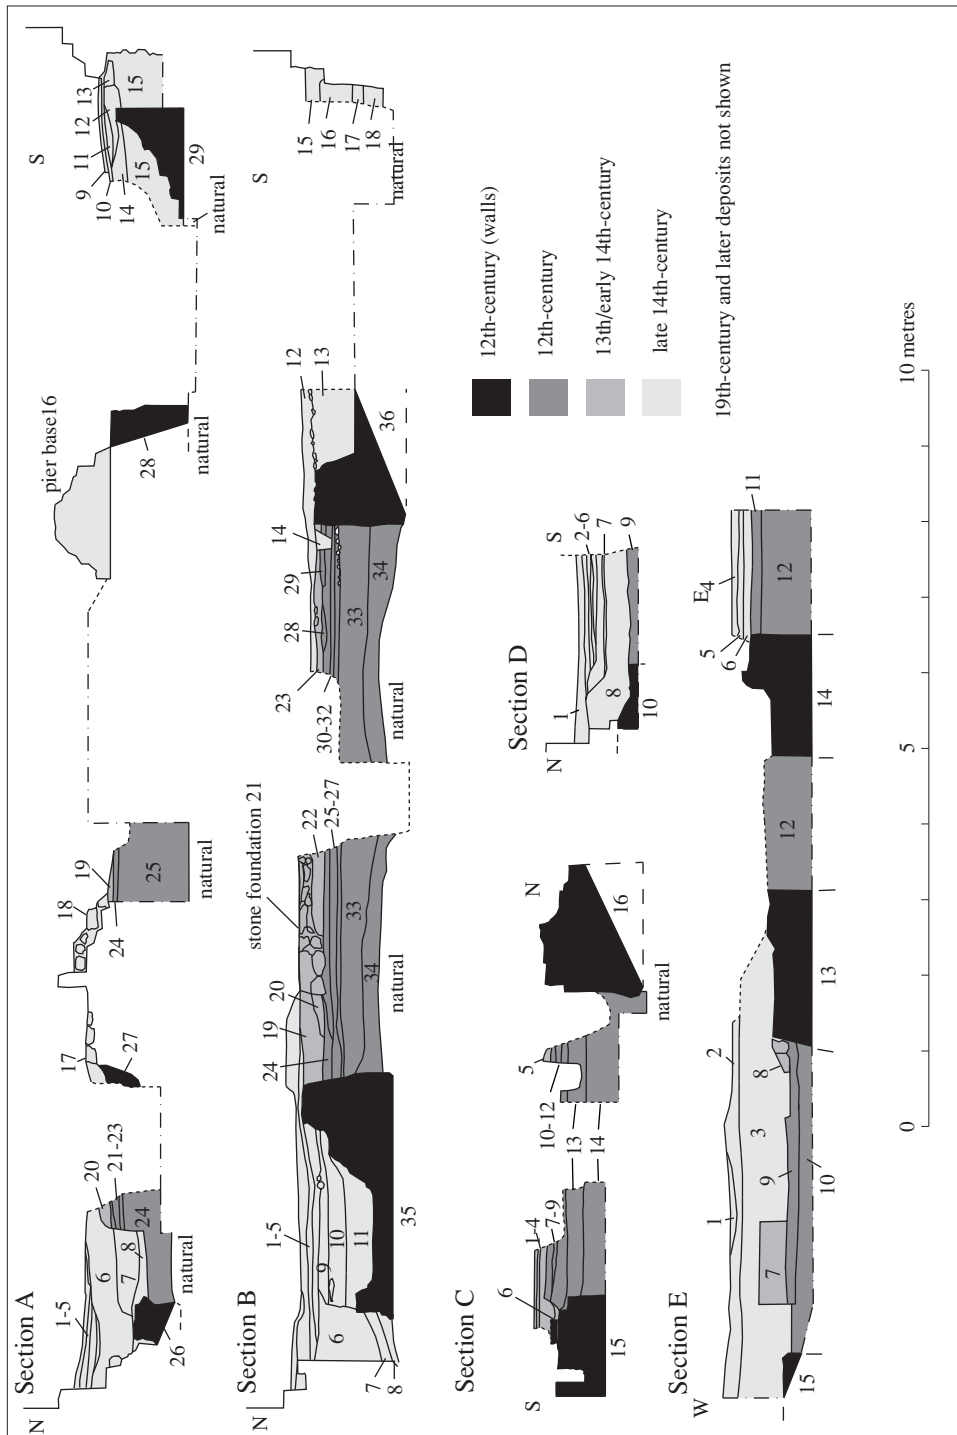 Section A
N
S
1-5
6
7
8
20
21-23
24
26
natural
17
27
18
19
24
25
natural
pier base16
28
natural
9
10
11
12
13
14
15
15
29
natural
Section B
N
S
1-5
6
7
8
9
10
11
35
19
20
24
stone foundation 21
22
25-27
33
34
natural
23
28
29
30-32
14
33
34
natural
12
13
36
15
16
17
18
natural
Section C
S
N
1-4
6
7-9
15
5
10-12
13
14
16
natural
Section D
N
S
1
2-6
7
8
9
10
12th-century (walls)
12th-century
13th/early 14th-century
late 14th-century
19th-century and later deposits not shown
Section E
W
E
1
2
3
7
8
9
10
15
13
12
14
4
5
6
11
12
0
5
10 metres